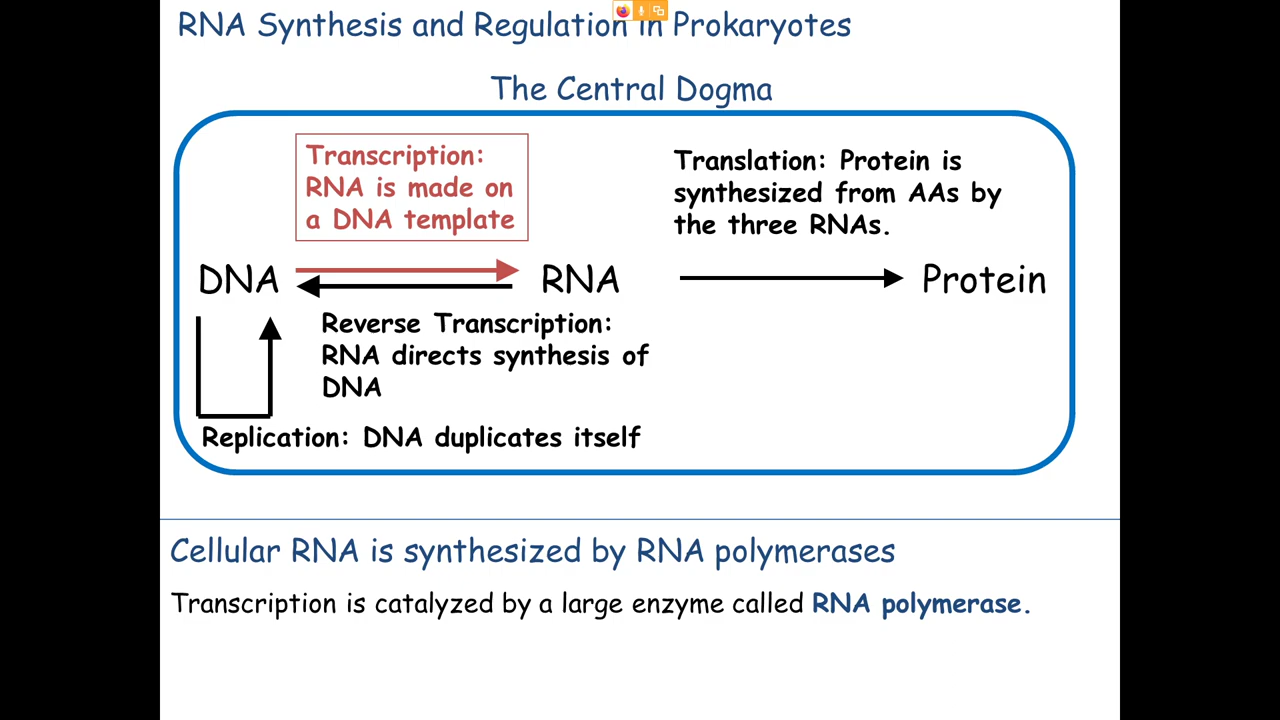 RNA Synthesis and Regulation in Prokaryotes
The Central Dogma
Transcription:
RNA is made on
a DNA template
Translation: Protein is
synthesized from AAs by
the three RNAs.
DNA
RNA
Protein
Reverse Transcription:
RNA directs synthesis of
DNA
Replication: DNA duplicates itself
Cellular RNA is synthesized by RNA polymerases
Transcription is catalyzed by a large enzyme called RNA polymerase.